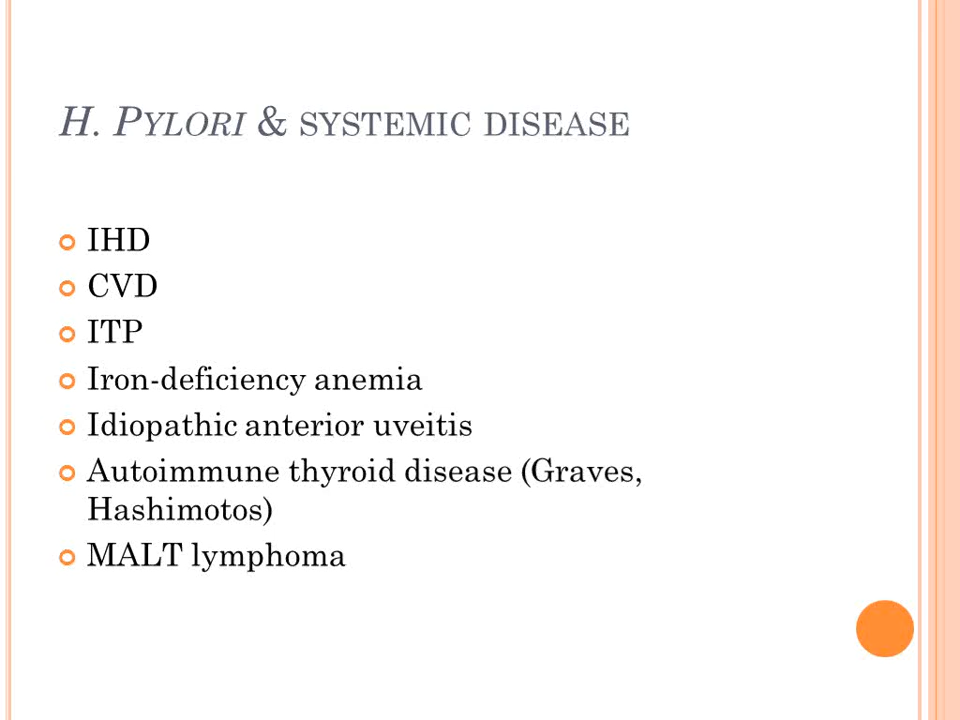 H. Pylori & systemic disease
IHD
CVD
ITP
Iron-deficiency anemia
Idiopathic anterior uveitis
Autoimmune thyroid disease (Graves,
Hashimotos)
MALT lymphoma